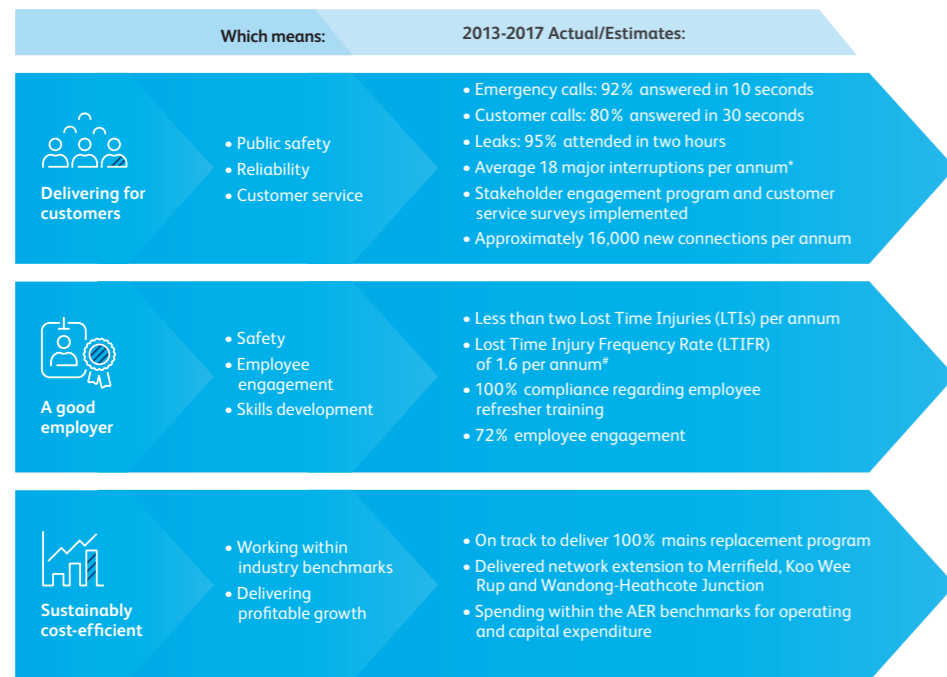 Which means:
2013-2017 Actual/Estimates:
Delivering for
customers
• Public safety
• Reliability
• Customer service
• Emergency calls: 92% answered in 10 seconds
• Customer calls: 80% answered in 30 seconds
• Leaks: 95% attended in two hours
• Average 18 major interruptions per annum*
• Stakeholder engagement program and customer
service surveys implemented
• Approximately 16,000 new connections per annum
A good
employer
• Safety
• Employee
engagement
• Skills development
• Less than two Lost Time Injuries (LTIs) per annum
• Lost Time Injury Frequency Rate (LTIFR)
of 1.6 per annum#
• 100% compliance regarding employee
refresher training
• 72% employee engagement
Sustainably
cost-efficient
• Working within
industry benchmarks
• Delivering
profitable growth
• On track to deliver 100% mains replacement program
• Delivered network extension to Merrifield, Koo Wee
Rup and Wandong-Heathcote Junction
• Spending within the AER benchmarks for operating
and capital expenditure